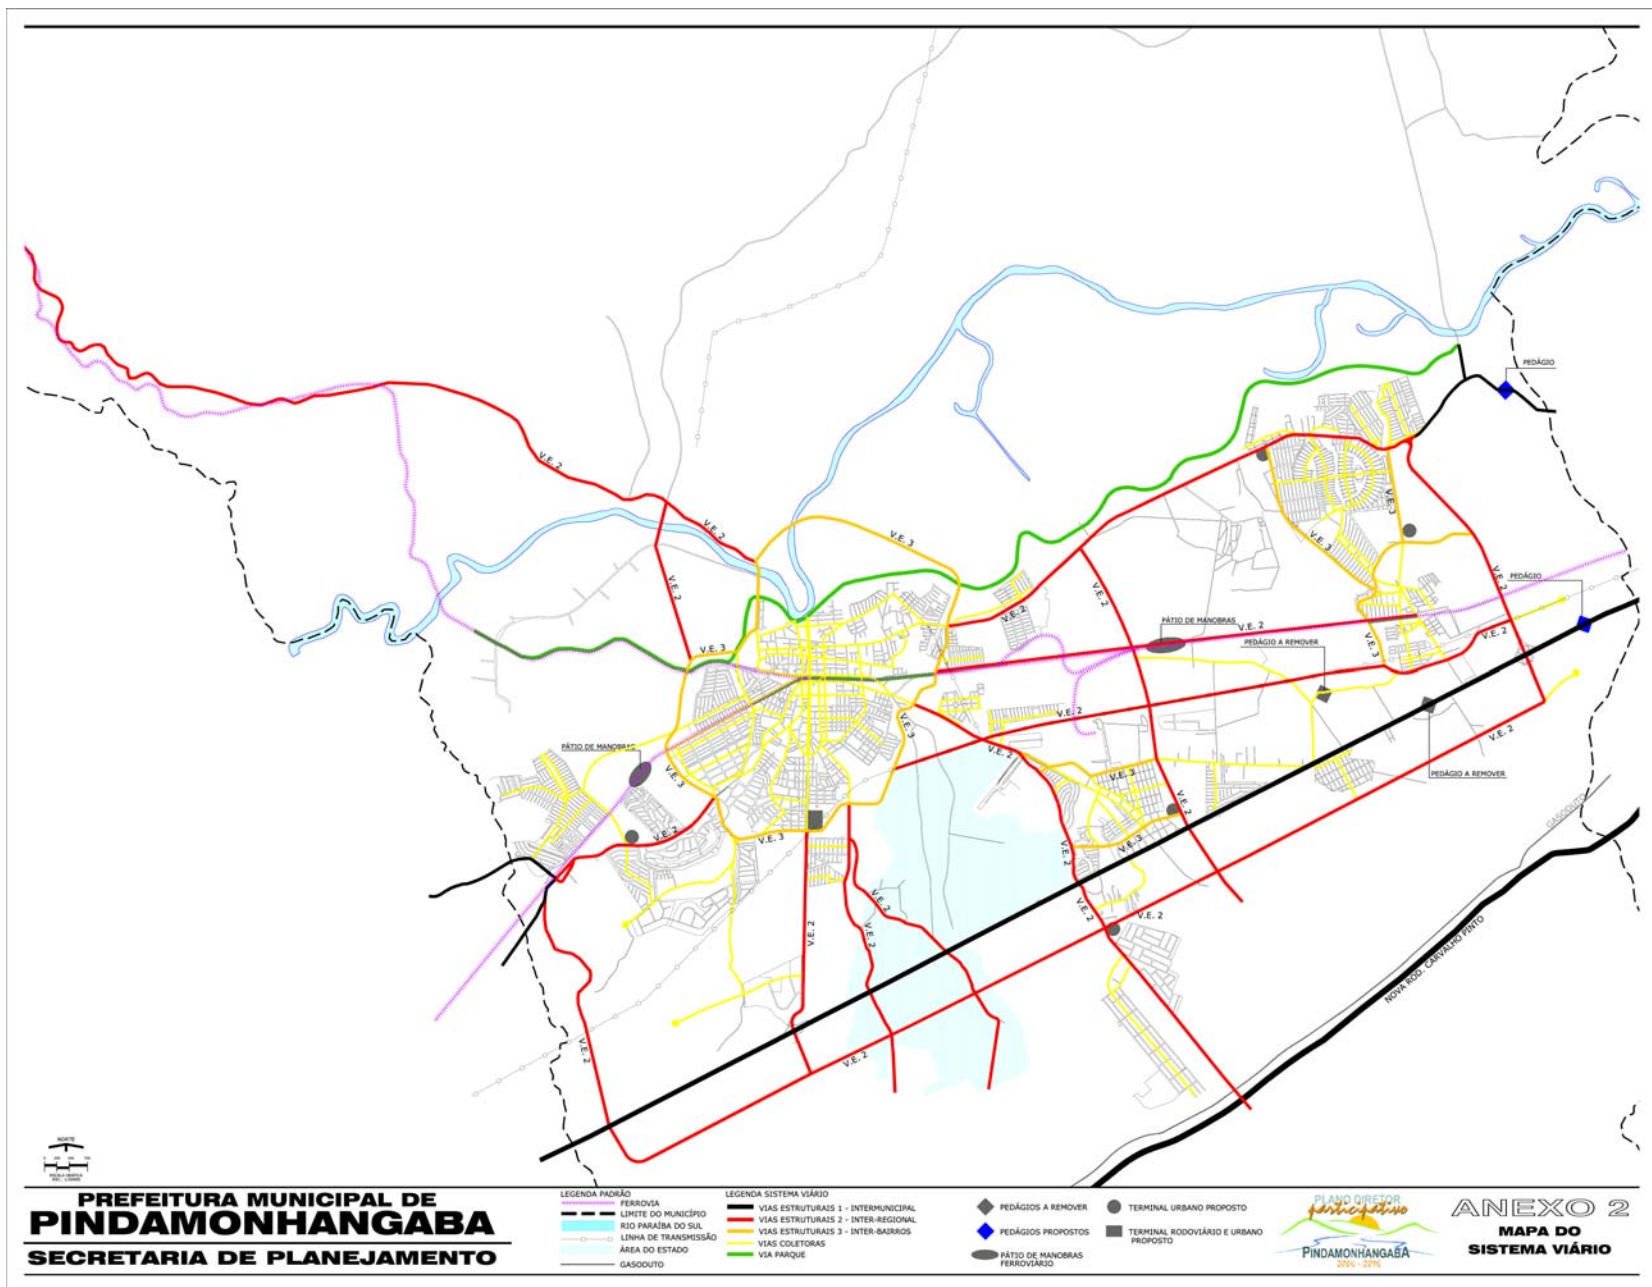 PEDÁGIO
V.E. 2
V.E. 2
V.E. 3
V.E. 3
V.E. 3
V.E. 2
V.E. 2
V.E. 2
PEDÁGIO
V.E. 2
PÁTIO DE MANOBRAS
V.E. 2
V.E. 2
V.E. 3
V.E. 3
PEDÁGIO A REMOVER
V.E. 2
V.E. 3
V.E. 2
V.E. 2
PÁTIO DE MANOBRAS
V.E. 3
V.E. 3
PEDÁGIO A REMOVER
V.E. 2
GASODUTO
V.E. 2
V.E. 3
V.E. 3
V.E. 2
V.E. 2
V.E. 2
V.E. 2
V.E. 2
V.E. 2
V.E. 2
NOVA ROD. CARVALHO PINTO
V.E. 2
V.E. 2
NORTE
PREFEITURA MUNICIPAL DE
PINDAMONHANGABA
SECRETARIA DE PLANEJAMENTO
LEGENDA PADRÃO
FERROVIA
LIMITE DO MUNICÍPIO
RIO PARAÍBA DO SUL
LINHA DE TRANSMISSÃO
ÁREA DO ESTADO
GASODUTO
LEGENDA SISTEMA VIÁRIO
VIAS ESTRUTURAIS 1 - INTERMUNICIPAL
VIAS ESTRUTURAIS 2 - INTER-REGIONAL
VIAS ESTRUTURAIS 3 - INTER-BAIRROS
VIAS COLETORAS
VIA PARQUE
PEDÁGIOS A REMOVER
PEDÁGIOS PROPOSTOS
PÁTIO DE MANOBRAS
FERROVIÁRIO
TERMINAL URBANO PROPOSTO
TERMINAL RODOVIÁRIO E URBANO
PROPOSTO
PLANO DIRETOR
participativo
PINDAMONHANGABA
2006 - 2016
ANEXO 2
MAPA DO
SISTEMA VIÁRIO